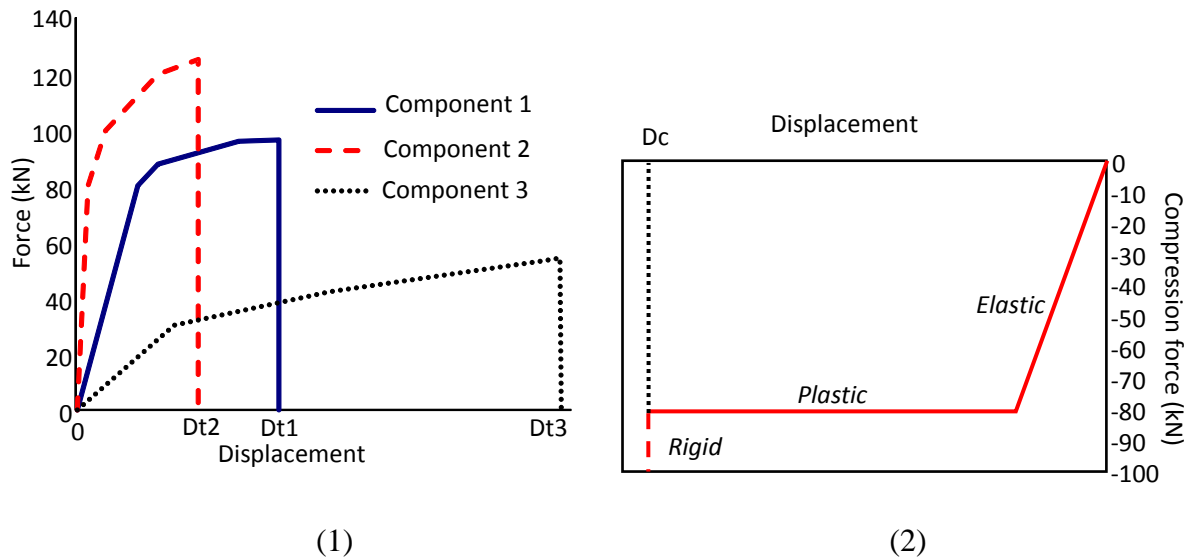 140
120
100
80
60
40
20
0
Force (kN)
Component 1
Component 2
Component 3
0
Dt2
Dt1
Dt3
Displacement
(1)
Displacement
Dc
0
-10
-20
-30
-40
-50
-60
-70
-80
-90
-100
Compression force (kN)
Elastic
Plastic
Rigid
(2)